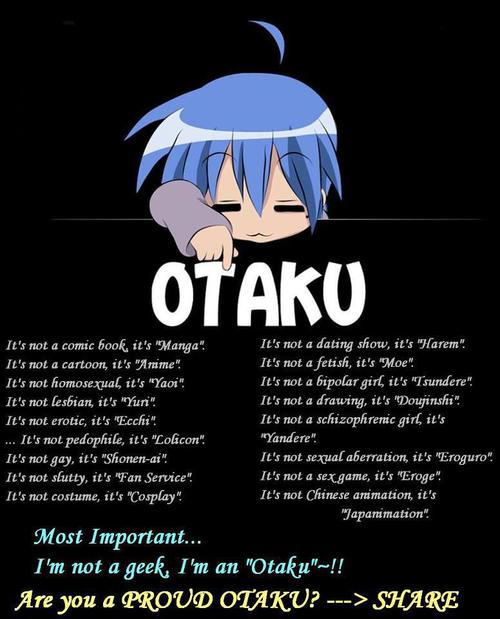 OTAKU
It's not a comic book, it's "Manga".
It's not a cartoon, it's "Anime".
It's not homosexual, it's "Yaoi".
It's not lesbian, it's "Yuri".
It's not erotic, it's "Ecchi".
... It's not pedophile, it's "Lolicon".
It's not gay, it's "Shonen-ai".
It's not slutty, it's "Fan Service".
It's not costume, it's "Cosplay".
It's not a dating show, it's "Harem".
It's not a fetish, it's "Moe".
It's not a bipolar girl, it's "Tsundere".
It's not a drawing, it's "Doujinshi".
It's not a schizophrenic girl, it's
"Yandere".
It's not sexual aberration, it's "Eroguro".
It's not a sex game, it's "Eroge".
It's not Chinese animation, it's
"Japanimation".
Most Important...
I'm not a geek, I'm an "Otaku"~!!
Are you a PROUD OTAKU? ---> SHARE